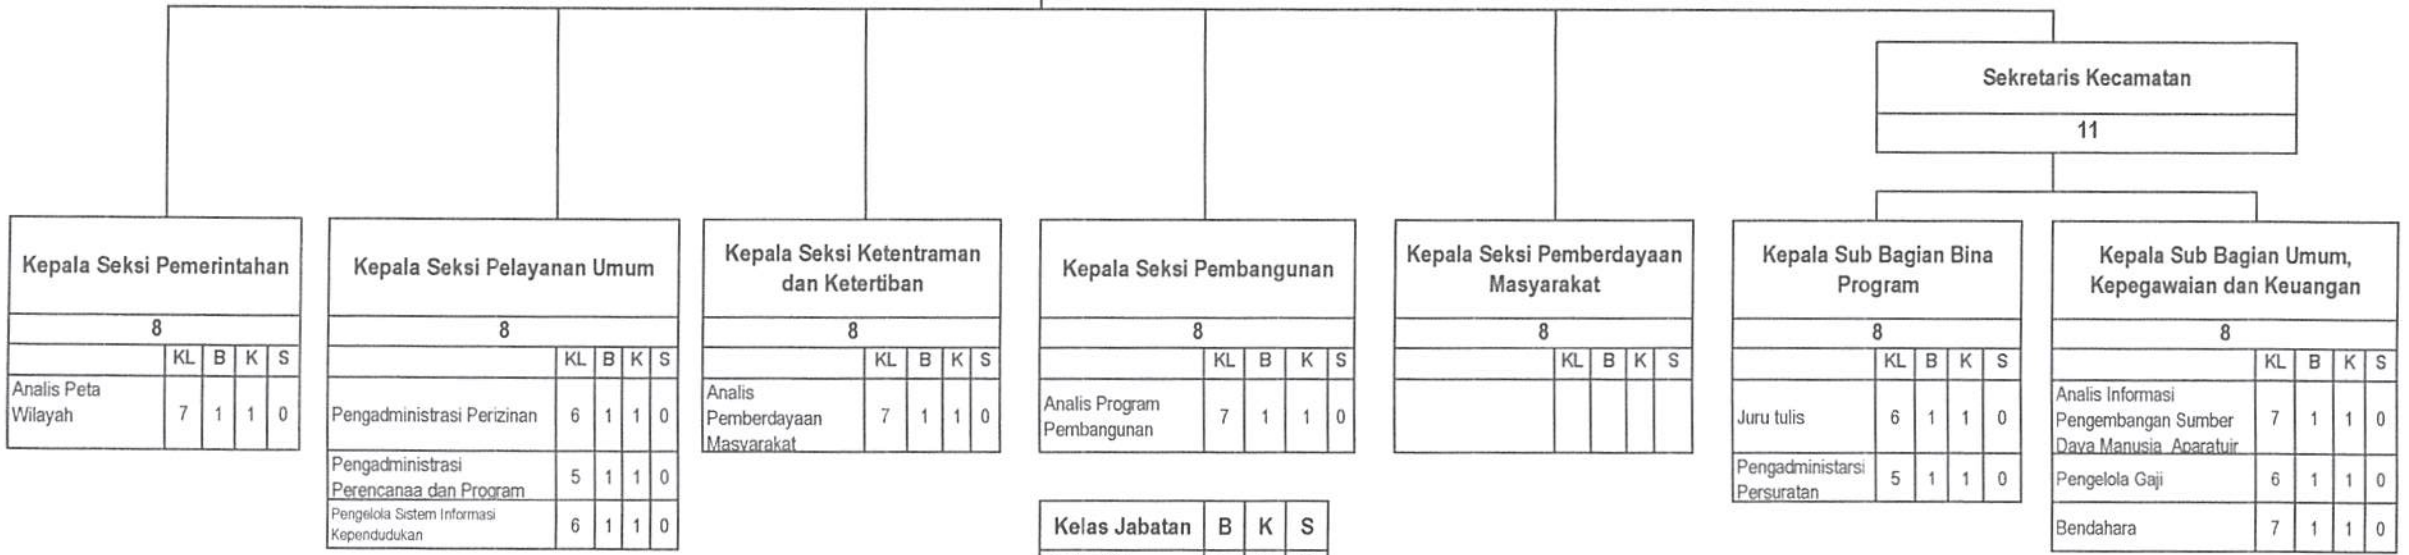 Sekretaris Kecamatan
11
Kepala Seksi Pemerintahan
8
KL B K S
Analis Peta
Wilayah 7 1 1 0
Kepala Seksi Pelayanan Umum
8
KL B K S
Pengadministrasi Perizinan 6 1 1 0
Pengadministrasi
Perencanaa dan Program 5 1 1 0
Pengelola Sistem Informasi
Kependudukan 6 1 1 0
Kepala Seksi Ketentraman
dan Ketertiban
8
KL B K S
Analis
Pemberdayaan 7 1 1 0
Masyarakat
Kepala Seksi Pembangunan
8
KL B K S
Analis Program
Pembangunan 7 1 1 0
Kepala Seksi Pemberdayaan
Masyarakat
8
KL B K S
Kepala Sub Bagian Bina
Program
8
KL B K S
Juru tulis 6 1 1 0
Pengadministarsi
Persuratan 5 1 1 0
Kepala Sub Bagian Umum,
Kepegawaian dan Keuangan
8
KL B K S
Analis Informasi
Pengembangan Sumber 7 1 1 0
Daya Manusia Aparatuir
Pengelola Gaji 6 1 1 0
Bendahara 7 1 1 0
Kelas Jabatan B K S